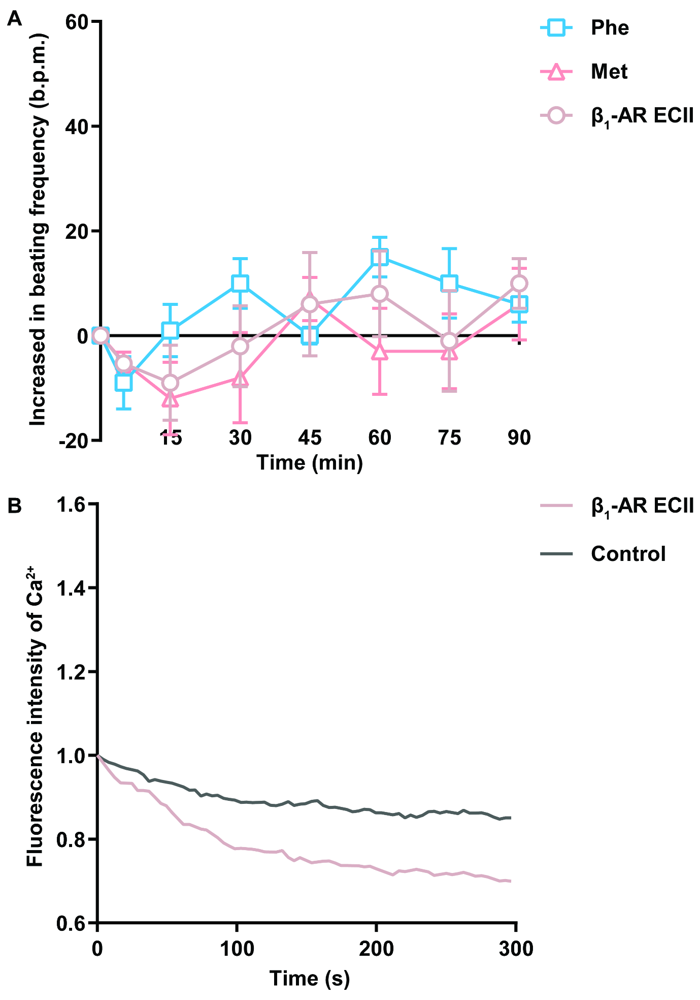 A
60
40
20
0
-20
Increased in beating frequency (b.p.m.)
15 30 45 60 75 90
Time (min)
Phe
Met
β₁-AR ECII
B
1.6
1.4
1.2
1.0
0.8
0.6
Fluorescence intensity of Ca²⁺
0 100 200 300
Time (s)
β₁-AR ECII
Control